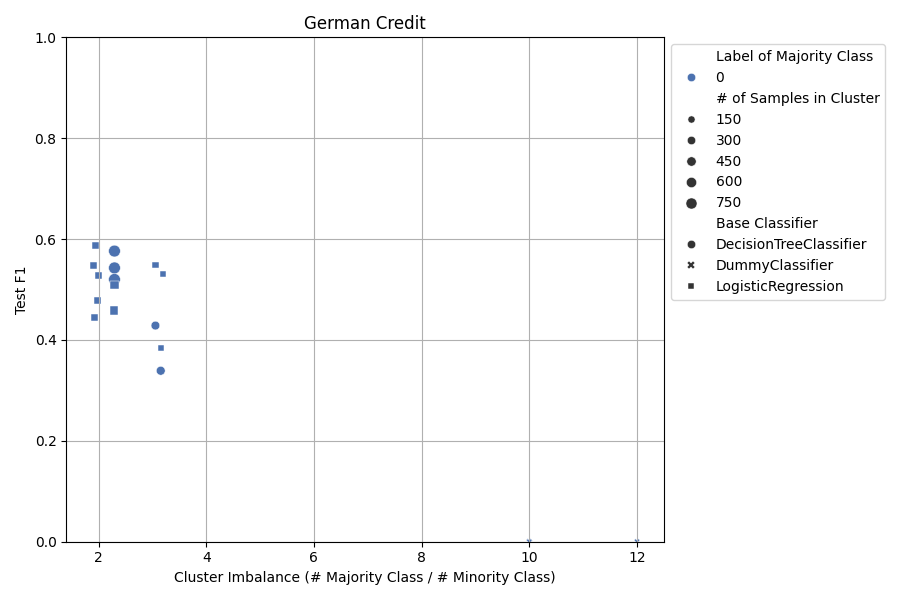 German Credit
Test F1
1.0
0.8
0.6
0.4
0.2
0.0
2
4
6
8
10
12
Cluster Imbalance (# Majority Class / # Minority Class)
Label of Majority Class
0
# of Samples in Cluster
150
300
450
600
750
Base Classifier
DecisionTreeClassifier
DummyClassifier
LogisticRegression